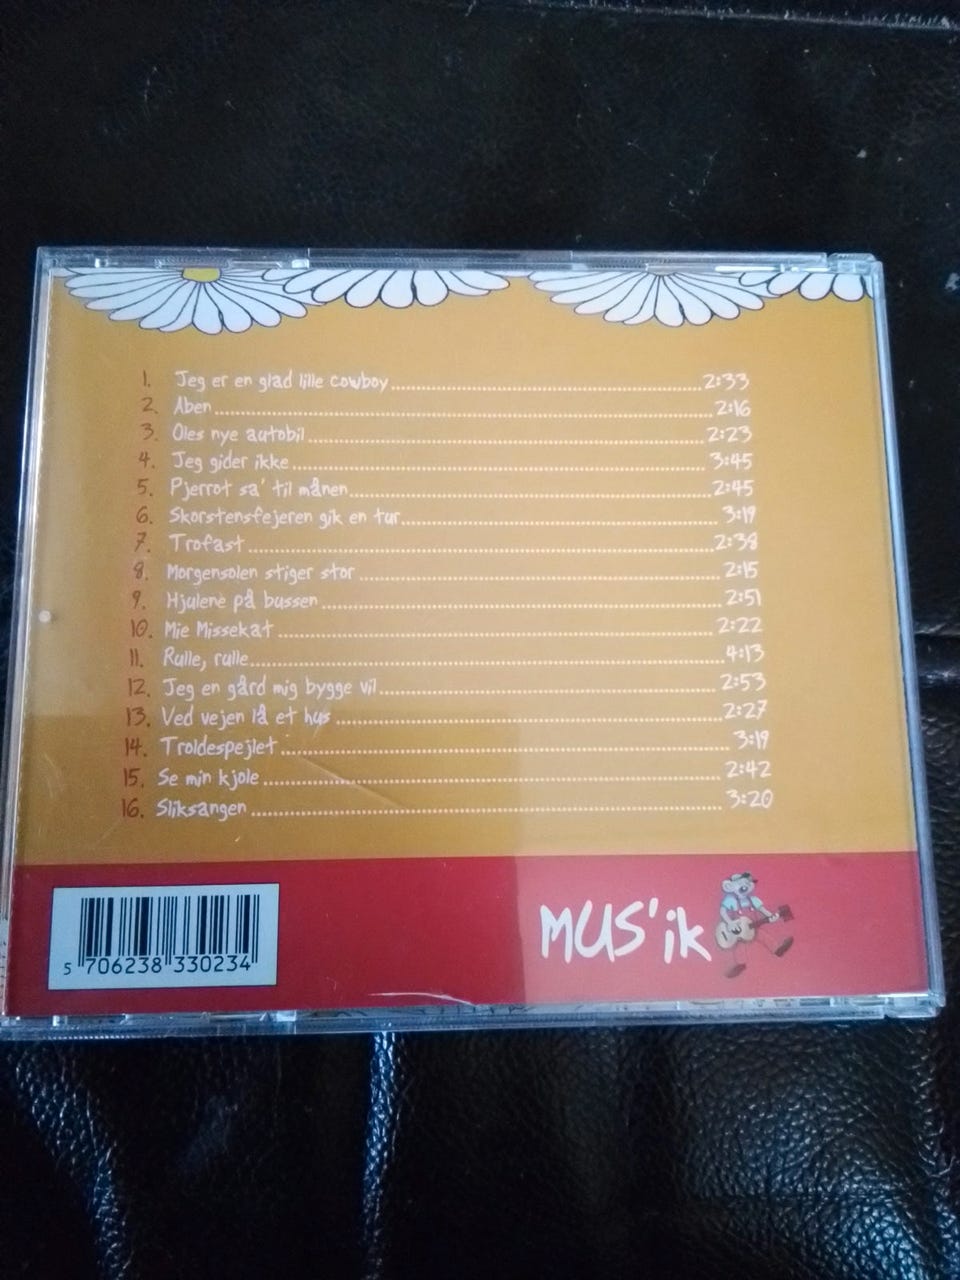 1. Jeg er en glad lille cowboy 2:33
2. Aben 2:16
3. Oles nye autobil 2:23
4. Jeg gider ikke 3:45
5. Pjerrot sa' til månen 2:45
6. Skorstensfejeren gik en tur 3:19
7. Trofast 2:38
8. Morgensolen stiger stor 2:15
9. Hjulene på bussen 2:51
10. Mie Missekat 2:22
11. Rulle, rulle 4:13
12. Jeg en gård mig bygge vil 2:53
13. Ved vejen lå et hus 2:27
14. Troldespejlet 3:19
15. Se min kjole 2:42
16. Sliksangen 3:20
MUS'ik
5 706238 330234